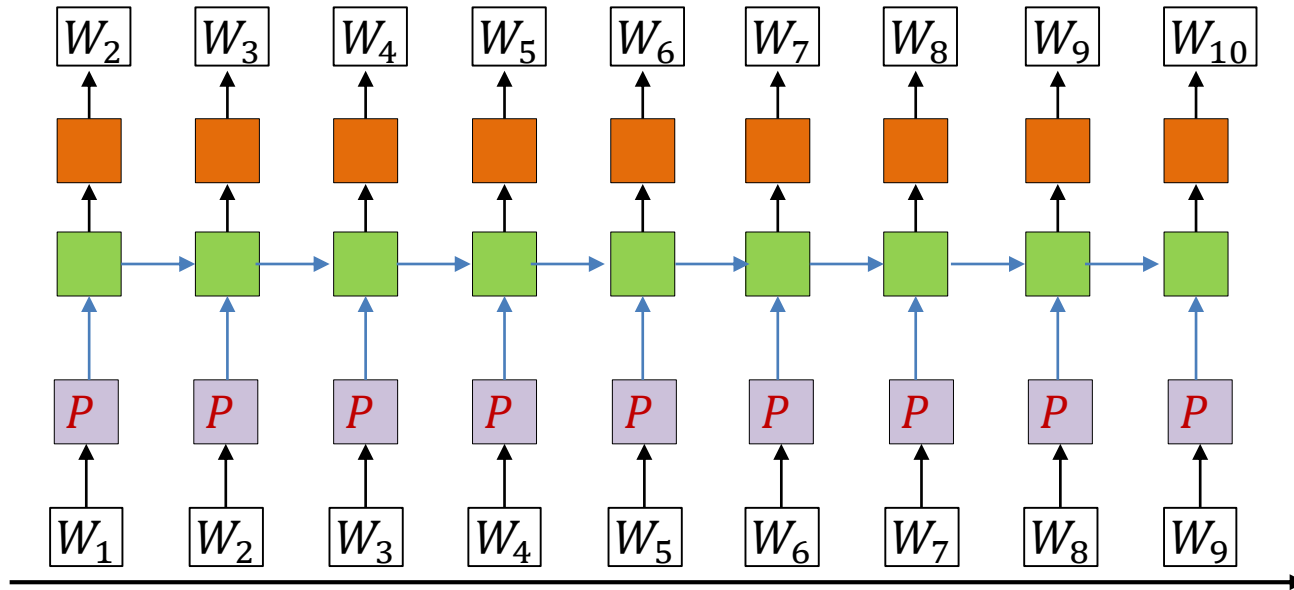 W₂ W₃ W₄ W₅ W₆ W₇ W₈ W₉ W₁₀
P P P P P P P P P
W₁ W₂ W₃ W₄ W₅ W₆ W₇ W₈ W₉